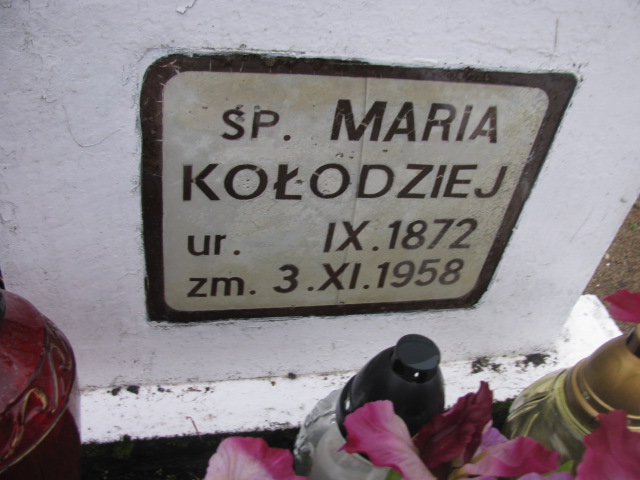 ŚP. MARIA
KOŁODZIEJ
ur. IX.1872
zm. 3.XI.1958